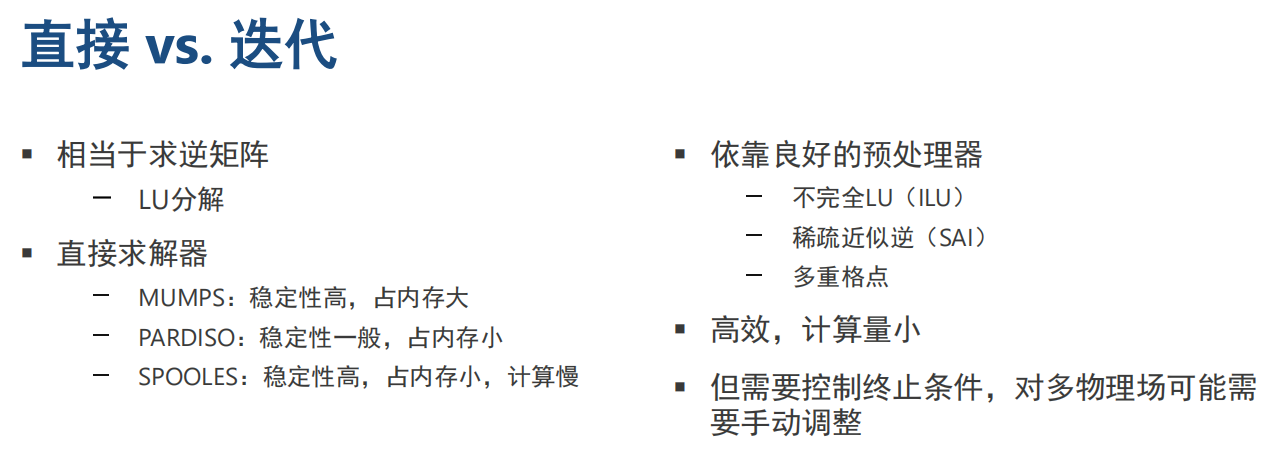 直接 vs. 迭代
▪ 相当于求逆矩阵
– LU分解
▪ 直接求解器
– MUMPS：稳定性高，占内存大
– PARDISO：稳定性一般，占内存小
– SPOOLES：稳定性高，占内存小，计算慢
▪ 依靠良好的预处理器
– 不完全LU（ILU）
– 稀疏近似逆（SAI）
– 多重格点
▪ 高效，计算量小
▪ 但需要控制终止条件，对多物理场可能需
要手动调整